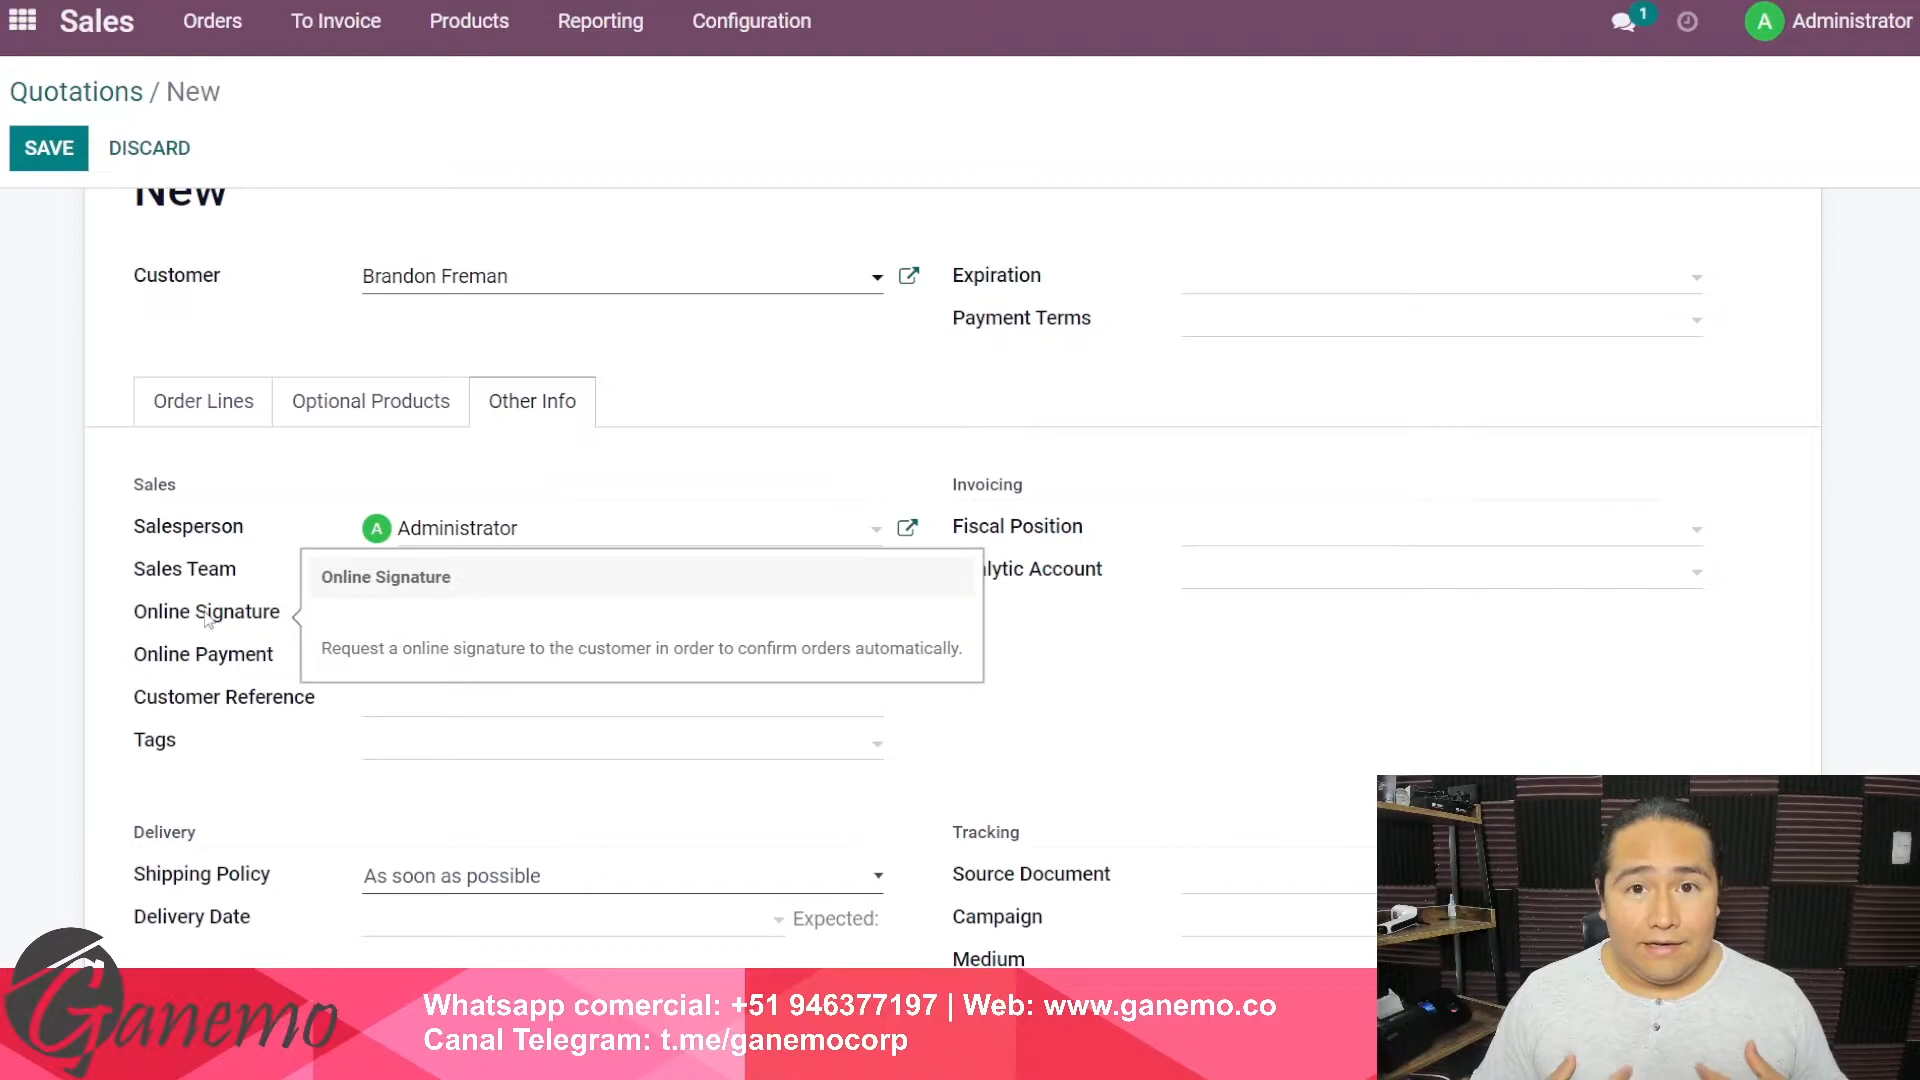 Sales Orders To Invoice Products Reporting Configuration 1 A Administrator
Quotations / New
SAVE DISCARD
New
Customer Brandon Freman Expiration
Payment Terms
Order Lines Optional Products Other Info
Sales Invoicing
Salesperson A Administrator Fiscal Position
Sales Team lytic Account
Online Signature
Online Signature
Request a online signature to the customer in order to confirm orders automatically.
Online Payment
Customer Reference
Tags
Delivery Tracking
Shipping Policy As soon as possible Source Document
Delivery Date Expected: Campaign
Medium
Ganemo
Whatsapp comercial: +51 946377197 | Web: www.ganemo.co
Canal Telegram: t.me/ganemocorp